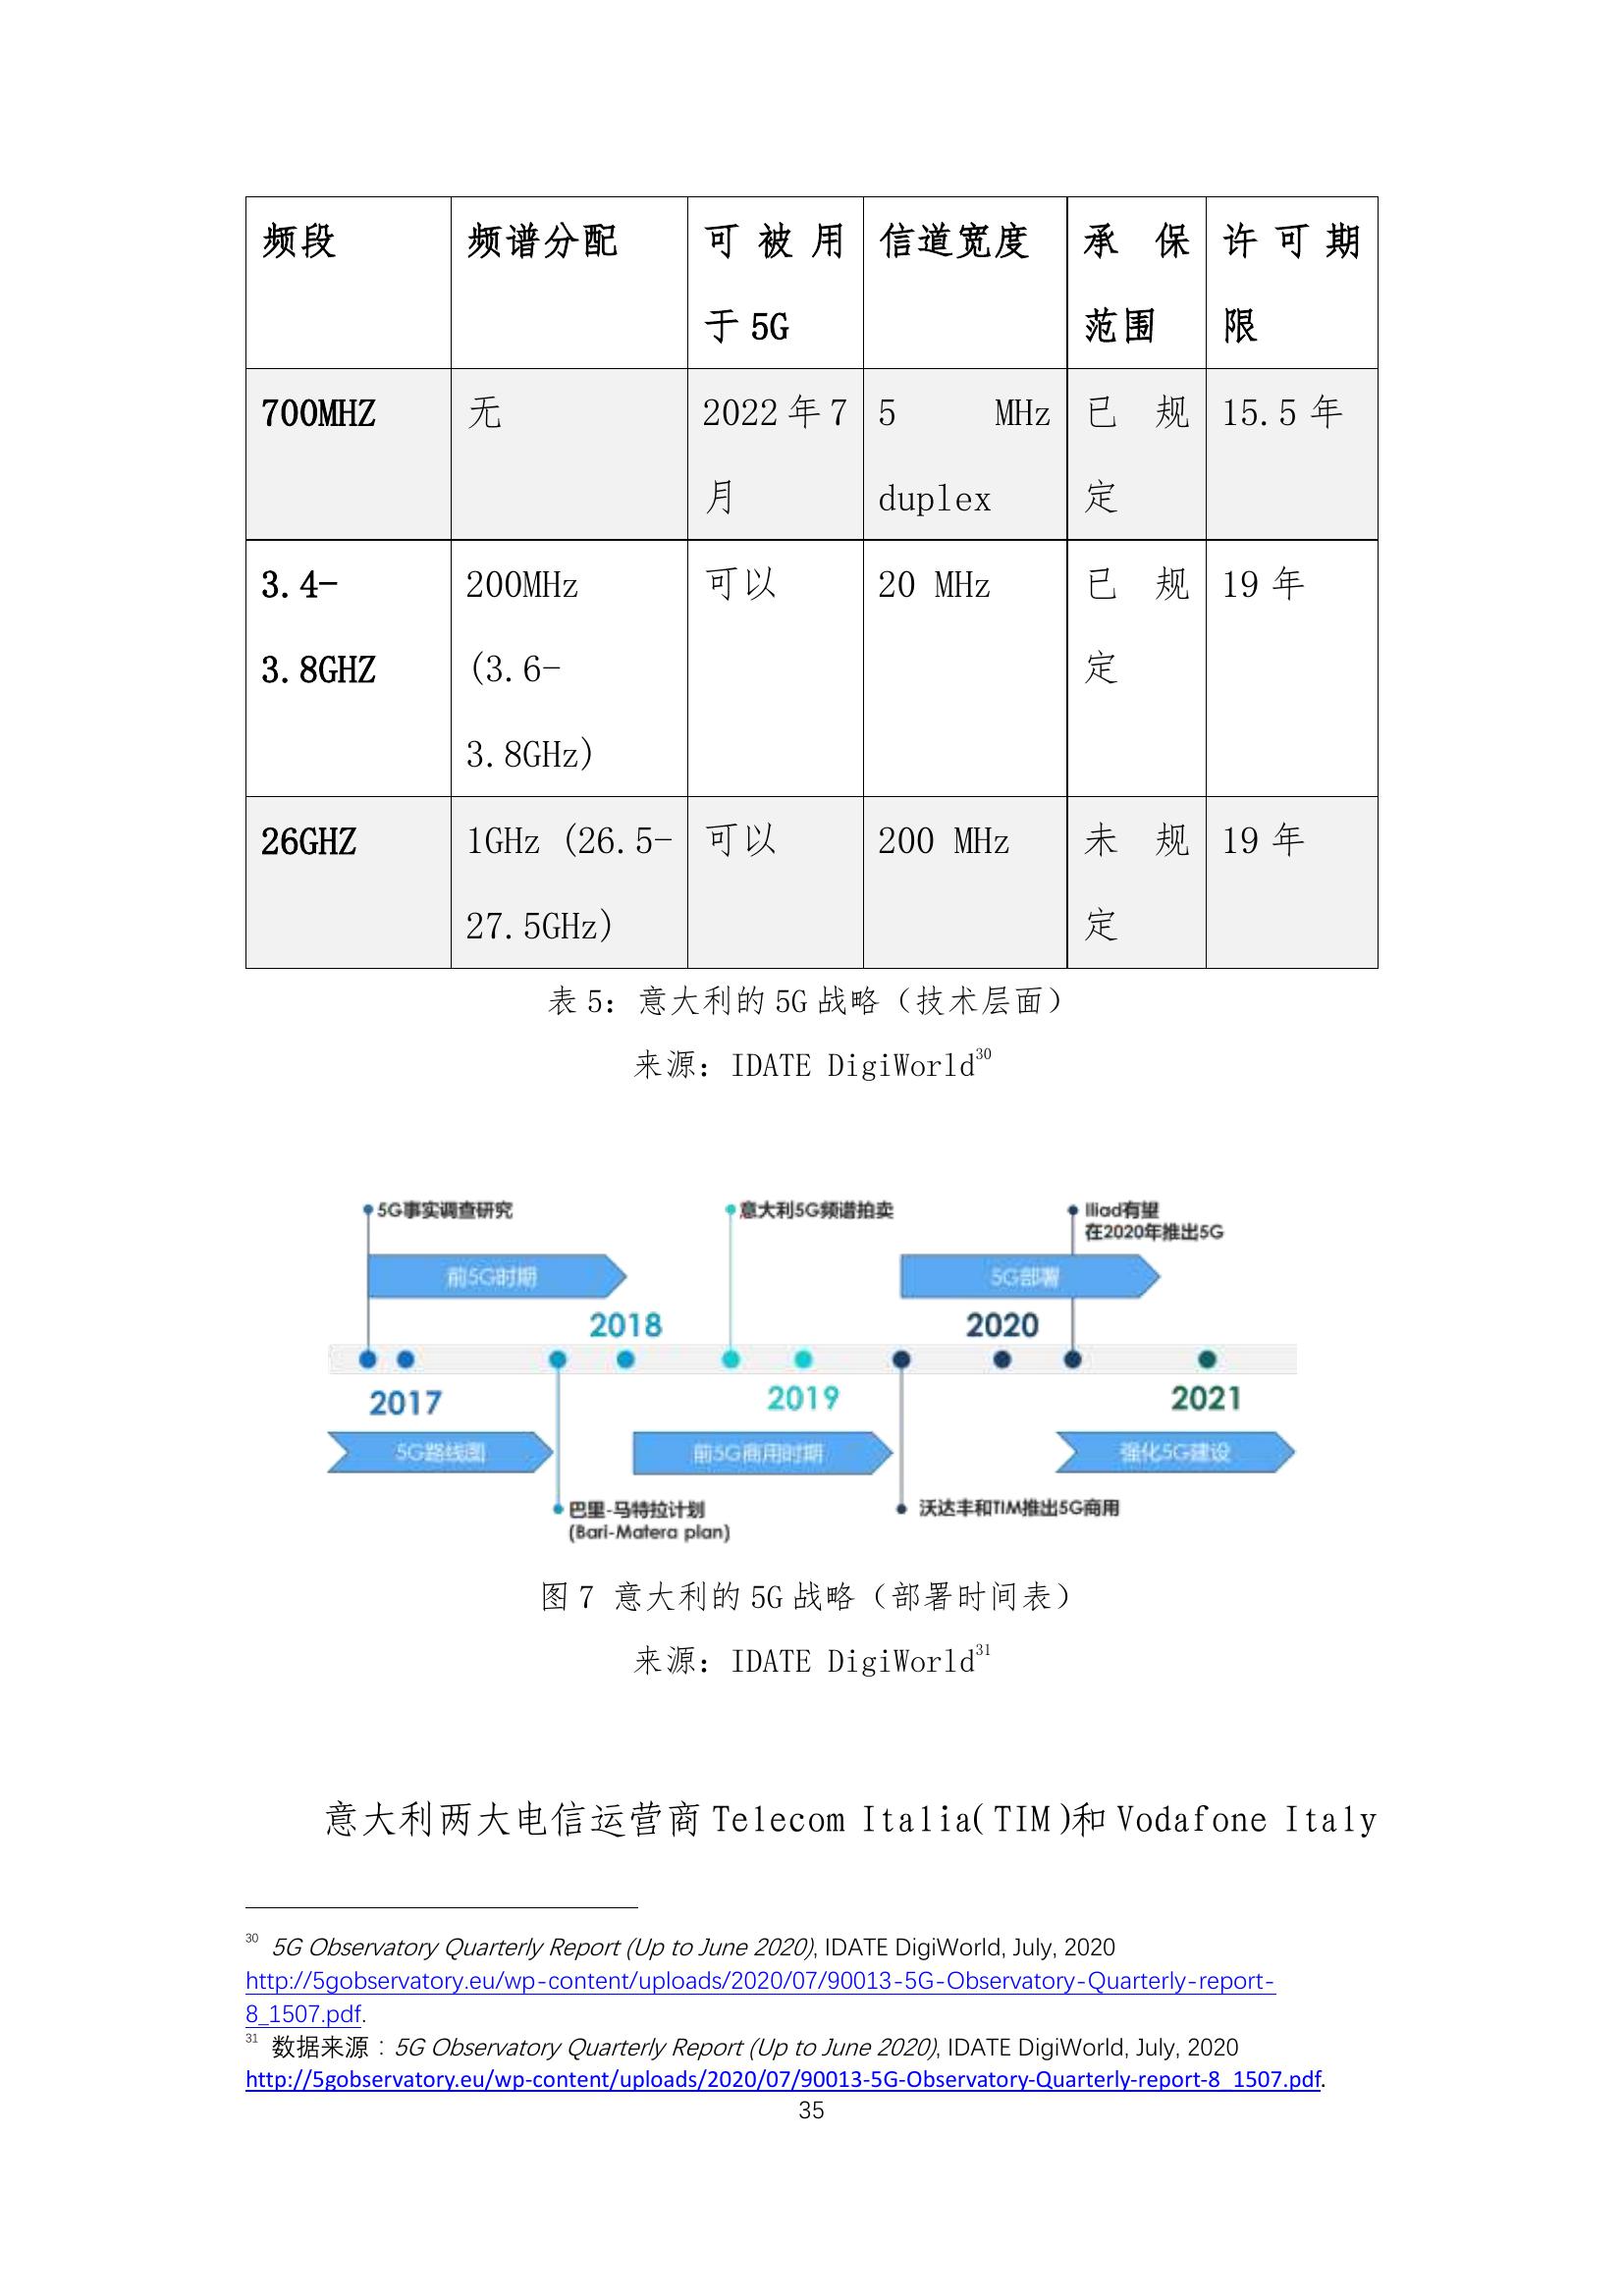 频段 频谱分配 可被用 信道宽度 承保 许可期
于 5G 范围 限
700MHZ 无 2022 年 7 5 MHz 已规 15.5 年
月 duplex 定
3.4- 200MHz 可以 20 MHz 已规 19 年
3.8GHZ (3.6- 定
3.8GHz)
26GHZ 1GHz (26.5- 可以 200 MHz 未规 19 年
27.5GHz) 定
表 5：意大利的 5G 战略（技术层面）
来源：IDATE DigiWorld30
5G事实调查研究 意大利5G频谱拍卖 Iliad有望
在2020年推出5G
前5G时期 5G部署
2018 2020
2017 2019 2021
5G路线图 前5G商用时期 强化5G建设
巴里-马特拉计划 沃达丰和TIM推出5G商用
(Bari-Matera plan)
图 7 意大利的 5G 战略（部署时间表）
来源：IDATE DigiWorld31
意大利两大电信运营商 Telecom Italia(TIM)和 Vodafone Italy
30 5G Observatory Quarterly Report (Up to June 2020), IDATE DigiWorld, July, 2020
http://5gobservatory.eu/wp-content/uploads/2020/07/90013-5G-Observatory-Quarterly-report-
8_1507.pdf.
31 数据来源：5G Observatory Quarterly Report (Up to June 2020), IDATE DigiWorld, July, 2020
http://5gobservatory.eu/wp-content/uploads/2020/07/90013-5G-Observatory-Quarterly-report-8_1507.pdf.
35